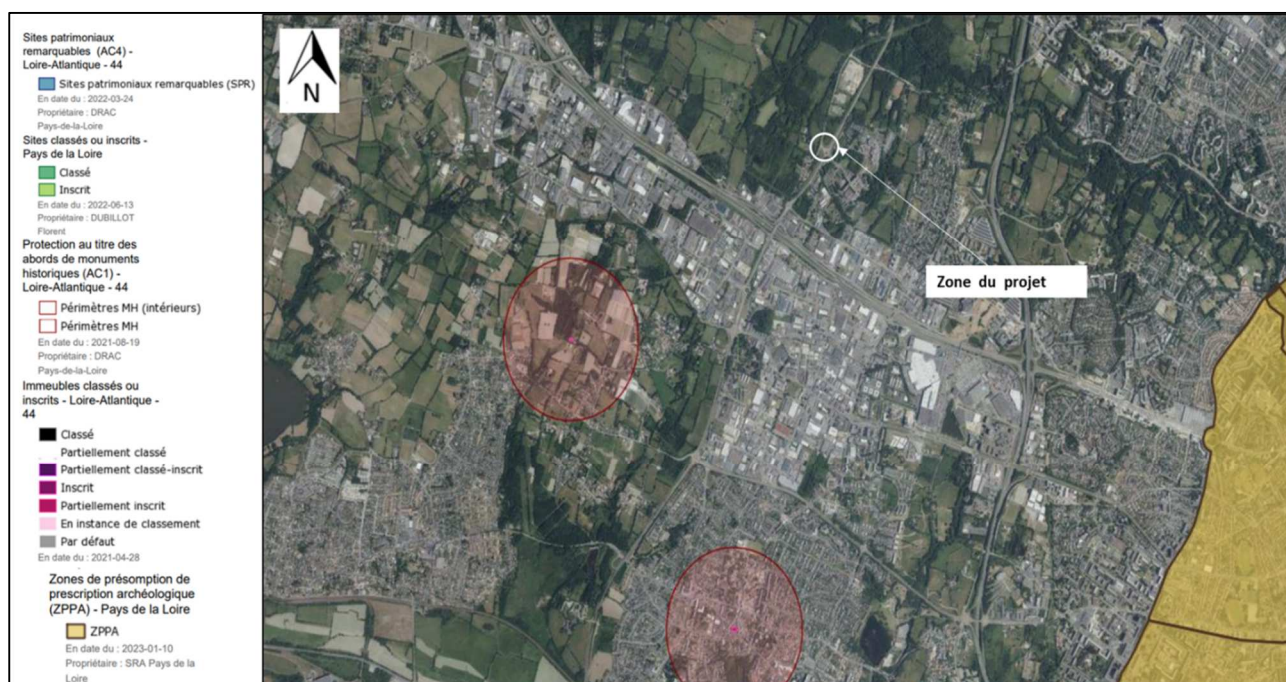 Sites patrimoniaux
remarquables (AC4) -
Loire-Atlantique - 44
Sites patrimoniaux remarquables (SPR)
En date du : 2022-03-24
Propriétaire : DRAC
Pays-de-la-Loire
Sites classés ou inscrits -
Pays de la Loire
Classé
Inscrit
En date du : 2022-06-13
Propriétaire : DUBILLOT
Florent
Protection au titre des
abords de monuments
historiques (AC1) -
Loire-Atlantique - 44
Périmètres MH (intérieurs)
Périmètres MH
En date du : 2021-08-19
Propriétaire : DRAC
Pays-de-la-Loire
Immeubles classés ou
inscrits - Loire-Atlantique -
44
Classé
Partiellement classé
Partiellement classé-inscrit
Inscrit
Partiellement inscrit
En instance de classement
Par défaut
En date du : 2021-04-28
Zones de présomption de
prescription archéologique
(ZPPA) - Pays de la Loire
ZPPA
En date du : 2023-01-10
Propriétaire : SRA Pays de la
Loire
N
Zone du projet